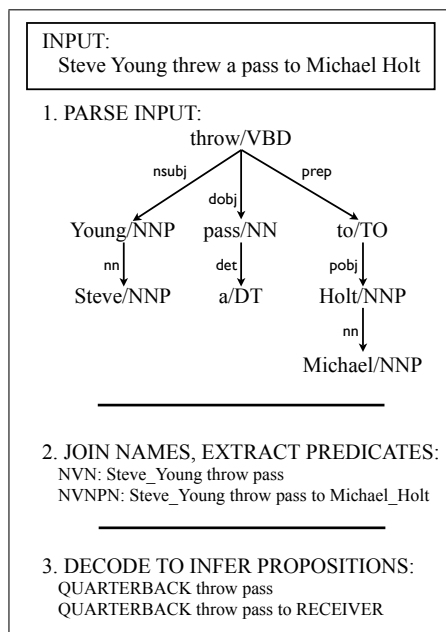 INPUT:
Steve Young threw a pass to Michael Holt
1. PARSE INPUT:
throw/VBD
nsubj dobj prep
Young/NNP pass/NN to/TO
nn det pobj
Steve/NNP a/DT Holt/NNP
nn
Michael/NNP
2. JOIN NAMES, EXTRACT PREDICATES:
NVN: Steve_Young throw pass
NVNPN: Steve_Young throw pass to Michael_Holt
3. DECODE TO INFER PROPOSITIONS:
QUARTERBACK throw pass
QUARTERBACK throw pass to RECEIVER